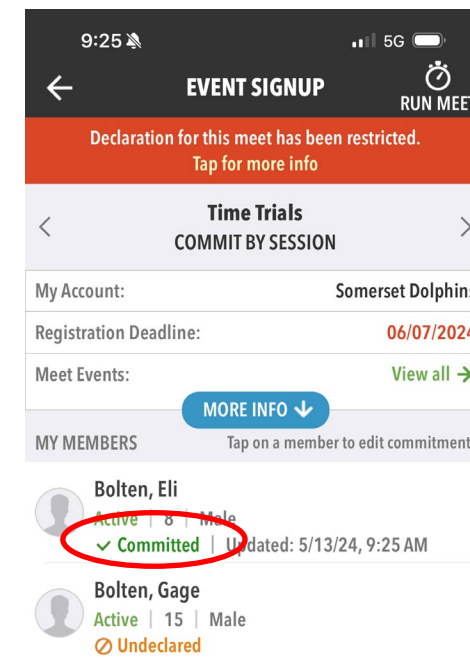 9:25
5G
EVENT SIGNUP
RUN MEET
Declaration for this meet has been restricted.
Tap for more info
Time Trials
COMMIT BY SESSION
My Account: Somerset Dolphins
Registration Deadline: 06/07/2024
Meet Events: View all
MORE INFO
MY MEMBERS Tap on a member to edit commitment
Bolten, Eli
Active | 8 | Male
Committed | Updated: 5/13/24, 9:25 AM
Bolten, Gage
Active | 15 | Male
Undeclared